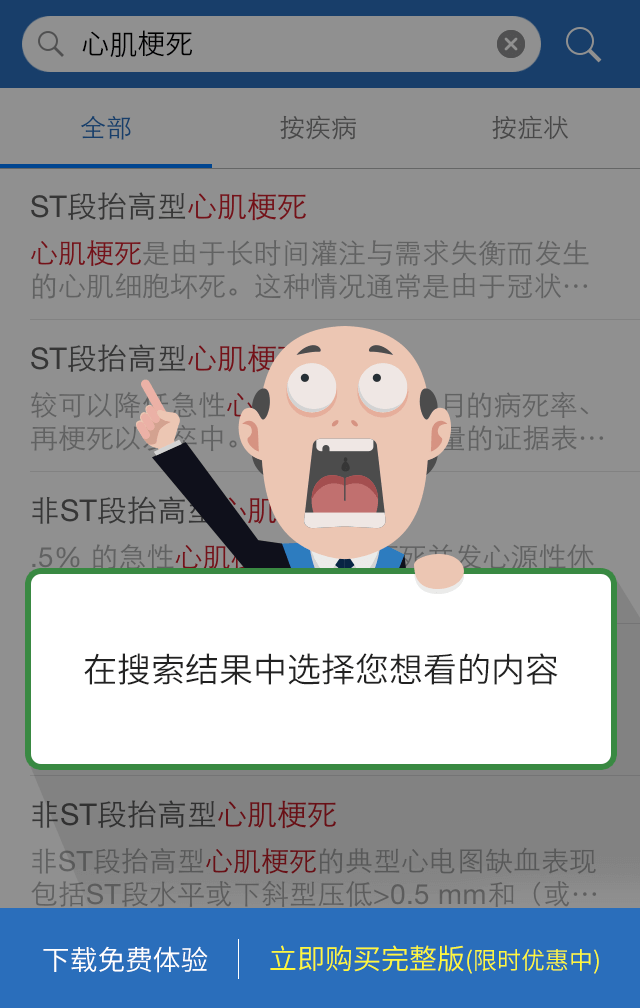 心肌梗死
全部 按疾病 按症状
ST段抬高型心肌梗死
心肌梗死是由于长时间灌注与需求失衡而发生
的心肌细胞坏死。这种情况通常是由于冠状…
ST段抬高型心肌梗
较可以降低急性心 月的病死率、
再梗死以 卒中。 量的证据表…
非ST段抬高型心肌
.5% 的急性心肌 死并发心源性休
在搜索结果中选择您想看的内容
非ST段抬高型心肌梗死
非ST段抬高型心肌梗死的典型心电图缺血表现
包括ST段水平或下斜型压低>0.5 mm和（或…
下载免费体验 立即购买完整版(限时优惠中)